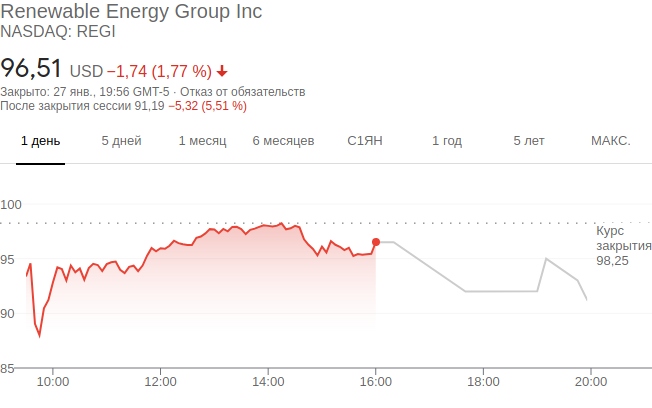 Renewable Energy Group Inc
NASDAQ: REGI
96,51 USD −1,74 (1,77 %)
Закрыто: 27 янв., 19:56 GMT-5 · Отказ от обязательств
После закрытия сессии 91,19 −5,32 (5,51 %)
1 день 5 дней 1 месяц 6 месяцев С1ЯН 1 год 5 лет МАКС.
100
Курс
закрытия
98,25
95
90
85
10:00 12:00 14:00 16:00 18:00 20:00